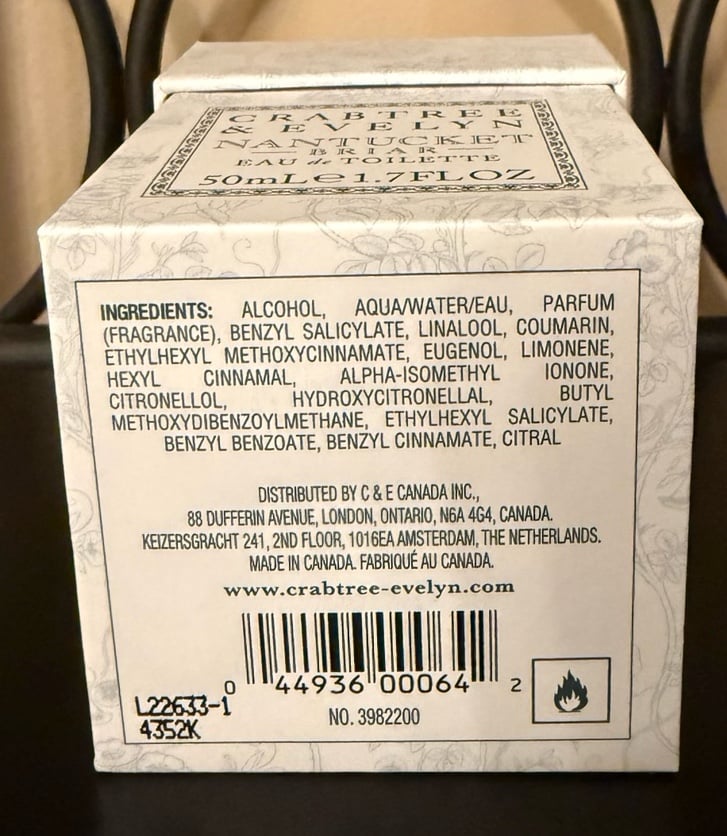 CRABTREE
& EVELYN
NANTUCKET
BRIAR
EAU de TOILETTE
50mL e 1.7FLOZ
INGREDIENTS: ALCOHOL, AQUA/WATER/EAU, PARFUM
(FRAGRANCE), BENZYL SALICYLATE, LINALOOL, COUMARIN,
ETHYLHEXYL METHOXYCINNAMATE, EUGENOL, LIMONENE,
HEXYL CINNAMAL, ALPHA-ISOMETHYL IONONE,
CITRONELLOL, HYDROXYCITRONELLAL, BUTYL
METHOXYDIBENZOYLMETHANE, ETHYLHEXYL SALICYLATE,
BENZYL BENZOATE, BENZYL CINNAMATE, CITRAL
DISTRIBUTED BY C & E CANADA INC.,
88 DUFFERIN AVENUE, LONDON, ONTARIO, N6A 4G4, CANADA.
KEIZERSGRACHT 241, 2ND FLOOR, 1016EA AMSTERDAM, THE NETHERLANDS.
MADE IN CANADA. FABRIQUÉ AU CANADA.
www.crabtree-evelyn.com
0 44936 00064 2
L22633-1
4352K
NO. 3982200